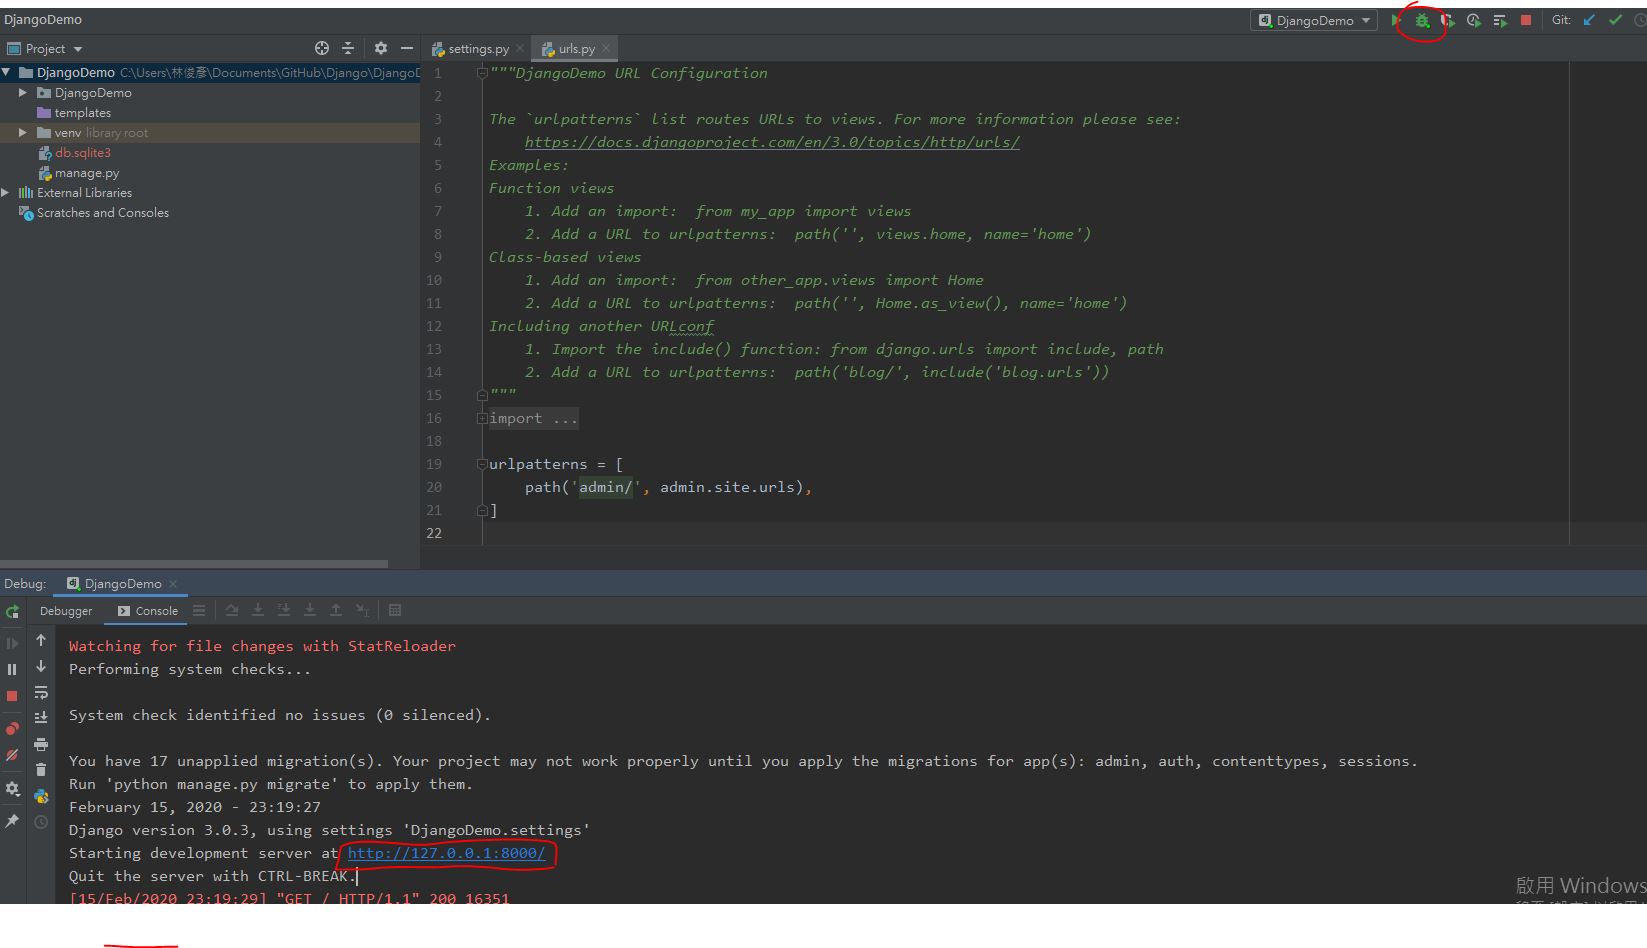 DjangoDemo
DjangoDemo
Git:
Project
settings.py
urls.py
DjangoDemo C:\Users\林俊彥\Documents\GitHub\Django\Django
DjangoDemo
templates
venv library root
db.sqlite3
manage.py
External Libraries
Scratches and Consoles
1 """DjangoDemo URL Configuration
2
3 The `urlpatterns` list routes URLs to views. For more information please see:
4 https://docs.djangoproject.com/en/3.0/topics/http/urls/
5 Examples:
6 Function views
7 1. Add an import:  from my_app import views
8 2. Add a URL to urlpatterns:  path('', views.home, name='home')
9 Class-based views
10 1. Add an import:  from other_app.views import Home
11 2. Add a URL to urlpatterns:  path('', Home.as_view(), name='home')
12 Including another URLconf
13 1. Import the include() function: from django.urls import include, path
14 2. Add a URL to urlpatterns:  path('blog/', include('blog.urls'))
15 """
16 import ...
18
19 urlpatterns = [
20 path('admin/', admin.site.urls),
21 ]
22
Debug: DjangoDemo
Debugger Console
Watching for file changes with StatReloader
Performing system checks...
System check identified no issues (0 silenced).
You have 17 unapplied migration(s). Your project may not work properly until you apply the migrations for app(s): admin, auth, contenttypes, sessions.
Run 'python manage.py migrate' to apply them.
February 15, 2020 - 23:19:27
Django version 3.0.3, using settings 'DjangoDemo.settings'
Starting development server at http://127.0.0.1:8000/
Quit the server with CTRL-BREAK.
[15/Feb/2020 23:19:29] "GET / HTTP/1.1" 200 16351
啟用 Windows